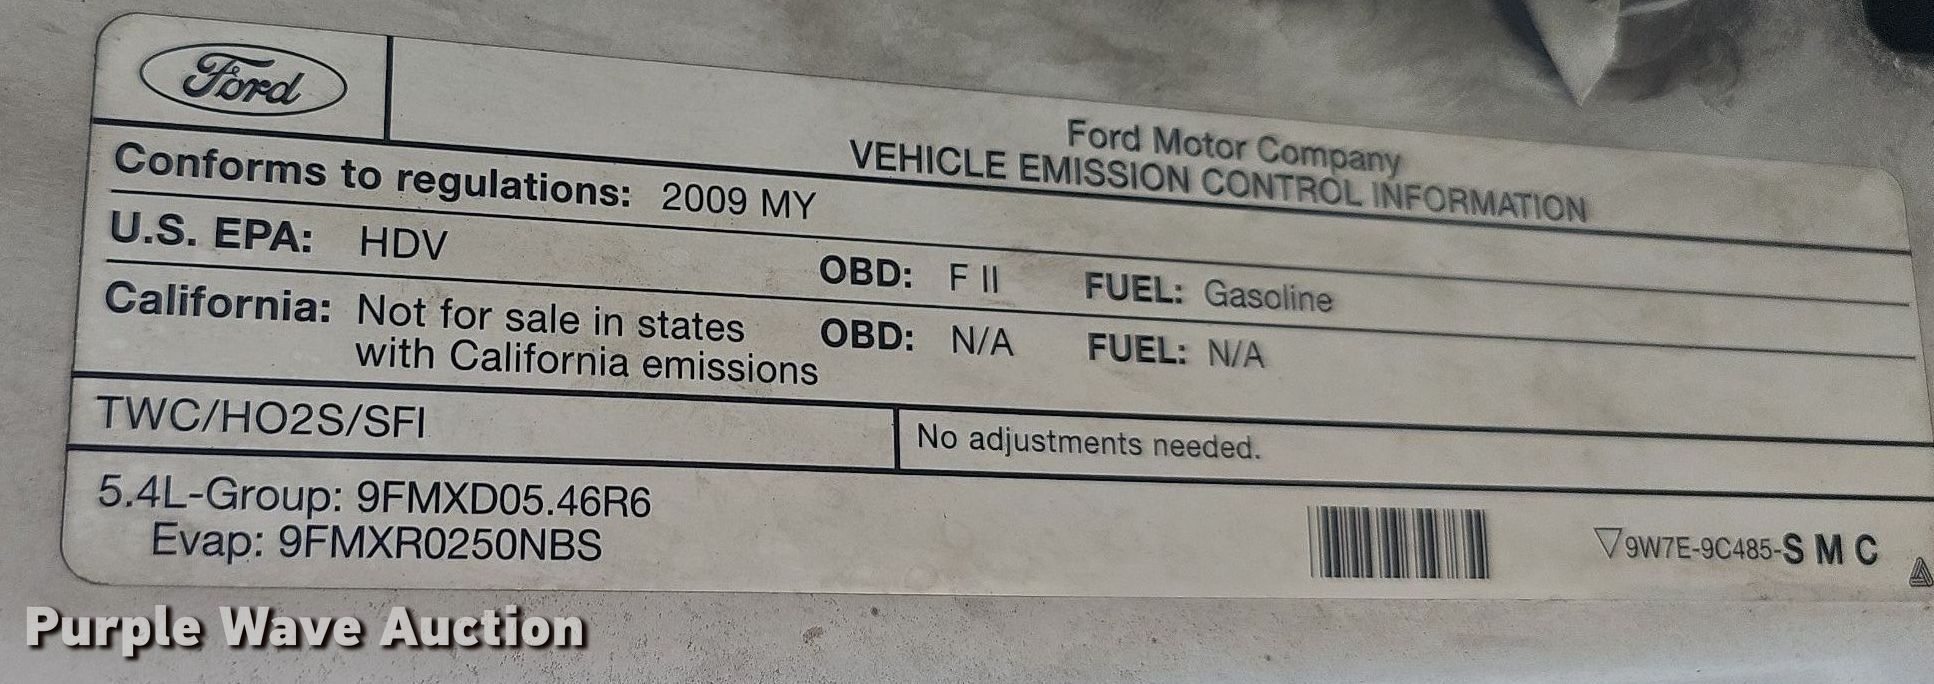 Ford
Ford Motor Company
VEHICLE EMISSION CONTROL INFORMATION
Conforms to regulations: 2009 MY
U.S. EPA: HDV OBD: F II FUEL: Gasoline
California: Not for sale in states with California emissions OBD: N/A FUEL: N/A
TWC/HO2S/SFI
No adjustments needed.
5.4L-Group: 9FMXD05.46R6
Evap: 9FMXR0250NBS
▽9W7E-9C485-S M C
Purple Wave Auction